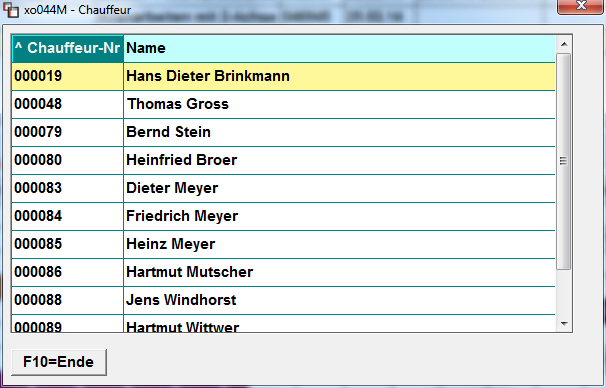 xo044M - Chauffeur
^ Chauffeur-Nr Name
000019 Hans Dieter Brinkmann
000048 Thomas Gross
000079 Bernd Stein
000080 Heinfried Broer
000083 Dieter Meyer
000084 Friedrich Meyer
000085 Heinz Meyer
000086 Hartmut Mutscher
000088 Jens Windhorst
000089 Hartmut Wittwer
F10=Ende